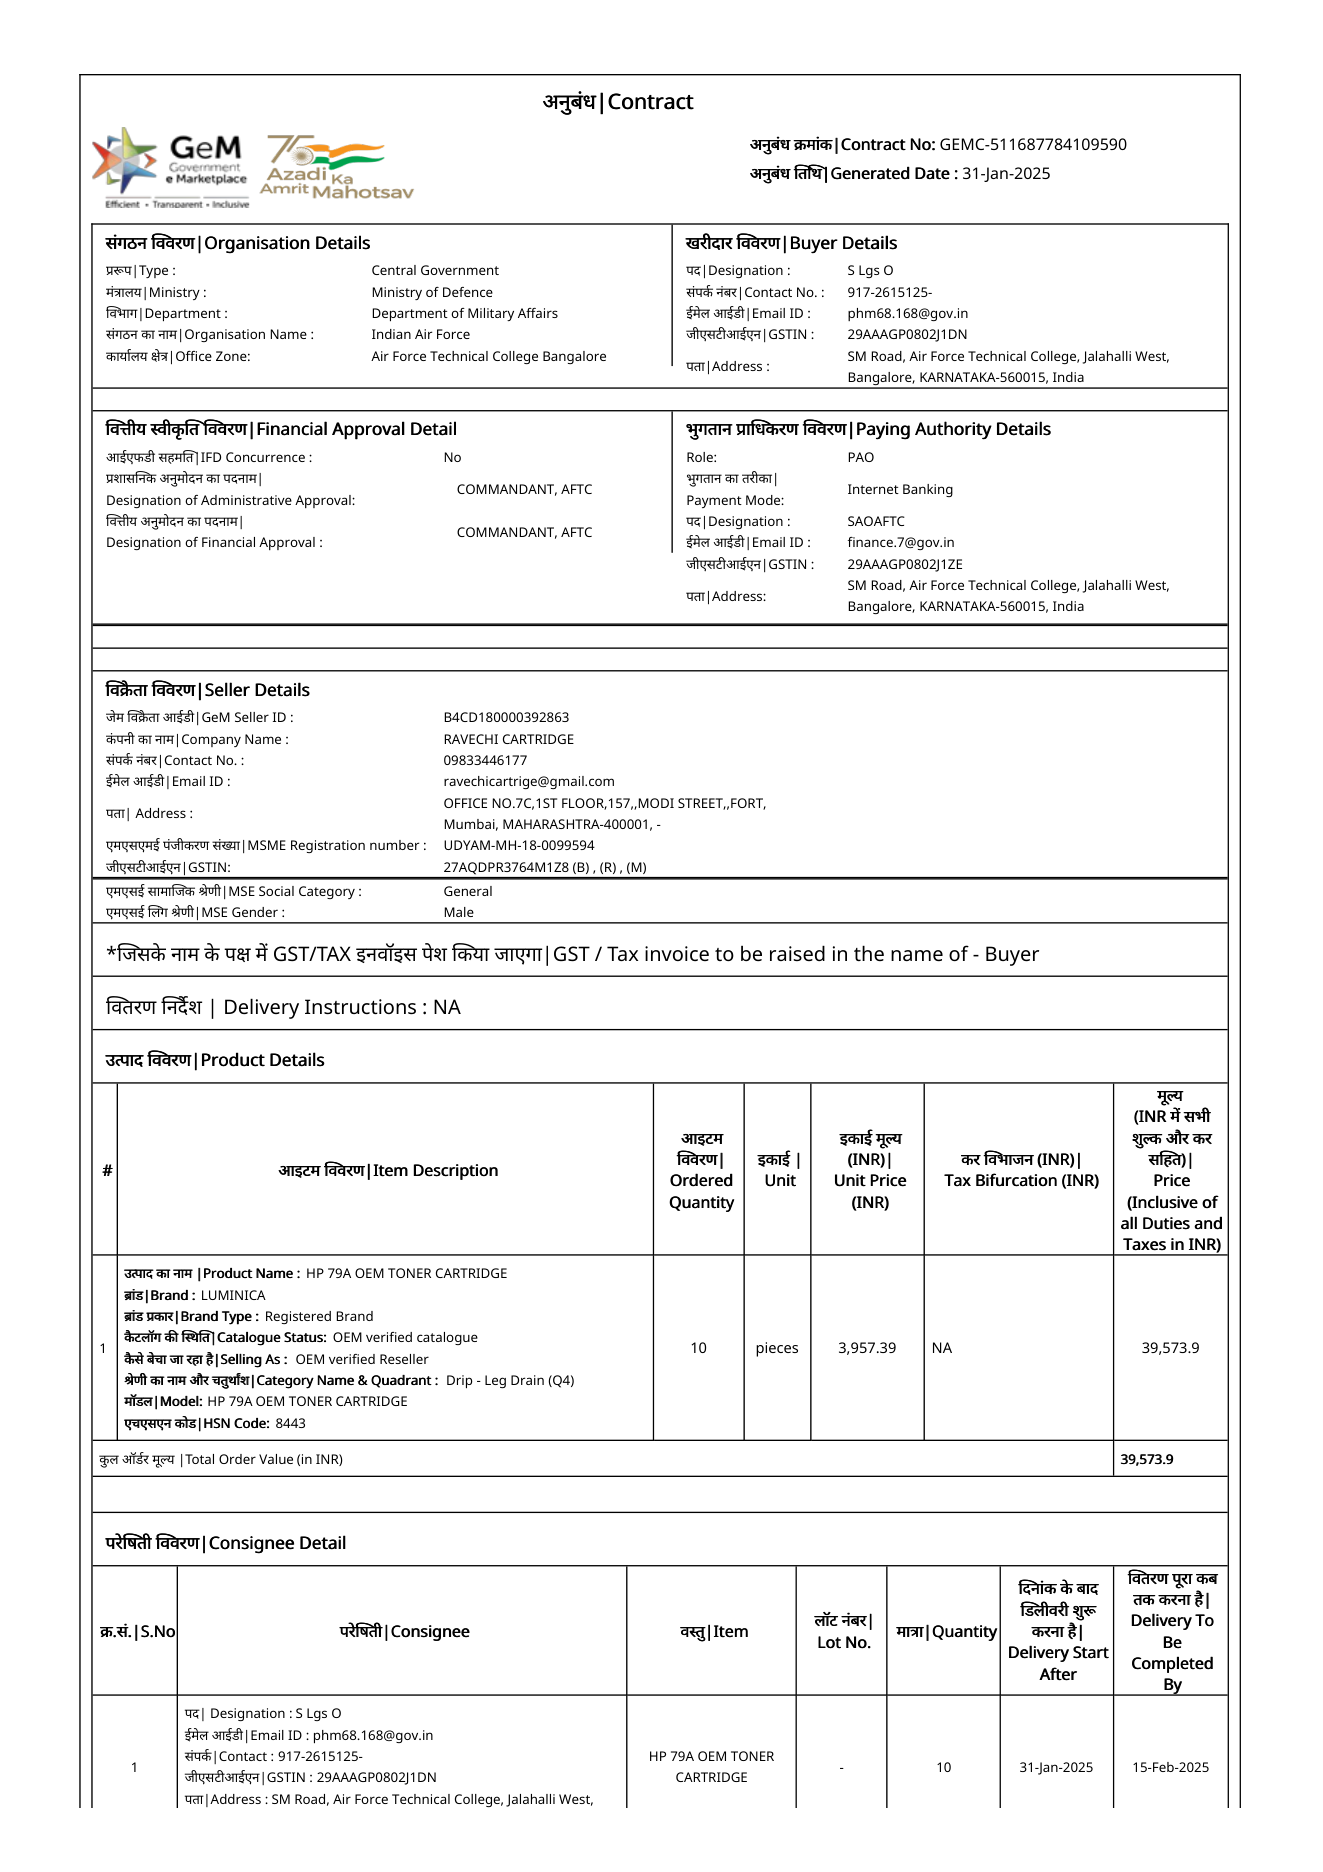 अनुबंध|Contract
GeM
Government
e Marketplace
Efficient • Transparent • Inclusive
75
Azadi Ka
Amrit Mahotsav
अनुबंध क्रमांक|Contract No: GEMC-511687784109590
अनुबंध तिथि|Generated Date : 31-Jan-2025
संगठन विवरण|Organisation Details
प्ररूप|Type : Central Government
मंत्रालय|Ministry : Ministry of Defence
विभाग|Department : Department of Military Affairs
संगठन का नाम|Organisation Name : Indian Air Force
कार्यालय क्षेत्र|Office Zone: Air Force Technical College Bangalore
खरीदार विवरण|Buyer Details
पद|Designation : S Lgs O
संपर्क नंबर|Contact No. : 917-2615125-
ईमेल आईडी|Email ID : phm68.168@gov.in
जीएसटीआईएन|GSTIN : 29AAAGP0802J1DN
पता|Address : SM Road, Air Force Technical College, Jalahalli West,
Bangalore, KARNATAKA-560015, India
वित्तीय स्वीकृति विवरण|Financial Approval Detail
आईएफडी सहमति|IFD Concurrence : No
प्रशासनिक अनुमोदन का पदनाम|
Designation of Administrative Approval: COMMANDANT, AFTC
वित्तीय अनुमोदन का पदनाम|
Designation of Financial Approval : COMMANDANT, AFTC
भुगतान प्राधिकरण विवरण|Paying Authority Details
Role: PAO
भुगतान का तरीका|
Payment Mode: Internet Banking
पद|Designation : SAOAFTC
ईमेल आईडी|Email ID : finance.7@gov.in
जीएसटीआईएन|GSTIN : 29AAAGP0802J1ZE
पता|Address: SM Road, Air Force Technical College, Jalahalli West,
Bangalore, KARNATAKA-560015, India
विक्रेता विवरण|Seller Details
जेम विक्रेता आईडी|GeM Seller ID : B4CD180000392863
कंपनी का नाम|Company Name : RAVECHI CARTRIDGE
संपर्क नंबर|Contact No. : 09833446177
ईमेल आईडी|Email ID : ravechicartrige@gmail.com
पता| Address : OFFICE NO.7C,1ST FLOOR,157,,MODI STREET,,FORT,
Mumbai, MAHARASHTRA-400001, -
एमएसएमई पंजीकरण संख्या|MSME Registration number : UDYAM-MH-18-0099594
जीएसटीआईएन|GSTIN: 27AQDPR3764M1Z8 (B) , (R) , (M)
एमएसई सामाजिक श्रेणी|MSE Social Category : General
एमएसई लिंग श्रेणी|MSE Gender : Male
*जिसके नाम के पक्ष में GST/TAX इनवॉइस पेश किया जाएगा|GST / Tax invoice to be raised in the name of - Buyer
वितरण निर्देश | Delivery Instructions : NA
उत्पाद विवरण|Product Details
#
आइटम विवरण|Item Description
आइटम
विवरण|
Ordered
Quantity
इकाई |
Unit
इकाई मूल्य
(INR)|
Unit Price
(INR)
कर विभाजन (INR)|
Tax Bifurcation (INR)
मूल्य
(INR में सभी
शुल्क और कर
सहित)|
Price
(Inclusive of
all Duties and
Taxes in INR)
1
उत्पाद का नाम |Product Name : HP 79A OEM TONER CARTRIDGE
ब्रांड|Brand : LUMINICA
ब्रांड प्रकार|Brand Type : Registered Brand
कैटलॉग की स्थिति|Catalogue Status: OEM verified catalogue
कैसे बेचा जा रहा है|Selling As : OEM verified Reseller
श्रेणी का नाम और चतुर्थांश|Category Name & Quadrant : Drip - Leg Drain (Q4)
मॉडल|Model: HP 79A OEM TONER CARTRIDGE
एचएसएन कोड|HSN Code: 8443
10
pieces
3,957.39
NA
39,573.9
कुल ऑर्डर मूल्य |Total Order Value (in INR) 39,573.9
परेषिती विवरण|Consignee Detail
क्र.सं.|S.No
परेषिती|Consignee
वस्तु|Item
लॉट नंबर|
Lot No.
मात्रा|Quantity
दिनांक के बाद
डिलीवरी शुरू
करना है|
Delivery Start
After
वितरण पूरा कब
तक करना है|
Delivery To
Be
Completed
By
1
पद| Designation : S Lgs O
ईमेल आईडी|Email ID : phm68.168@gov.in
संपर्क|Contact : 917-2615125-
जीएसटीआईएन|GSTIN : 29AAAGP0802J1DN
पता|Address : SM Road, Air Force Technical College, Jalahalli West,
HP 79A OEM TONER
CARTRIDGE
-
10
31-Jan-2025
15-Feb-2025